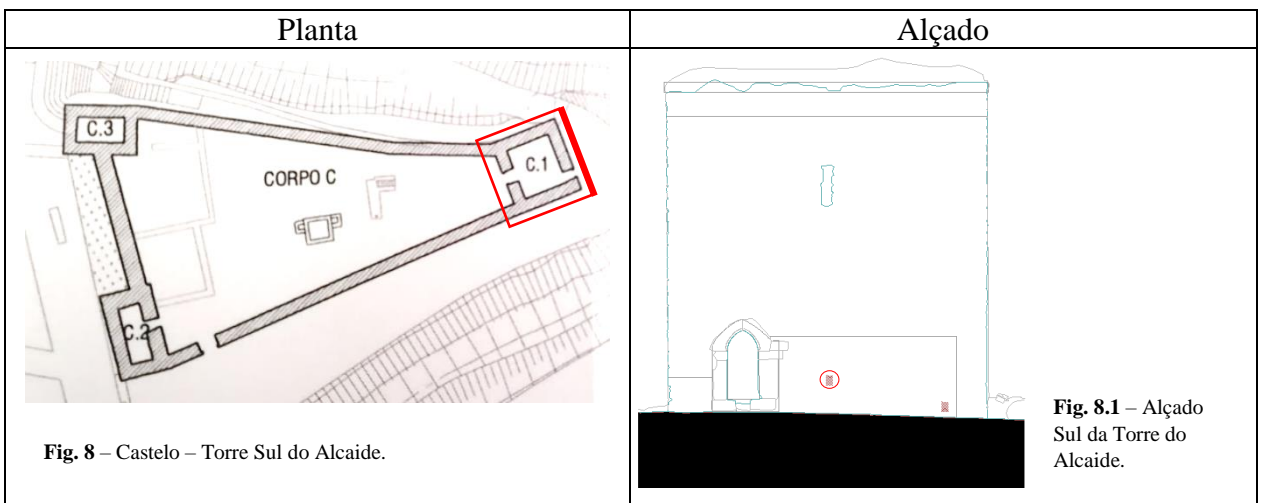 Planta
Alçado
C.3
C.1
CORPO C
C.2
Fig. 8 – Castelo – Torre Sul do Alcaide.
Fig. 8.1 – Alçado
Sul da Torre do
Alcaide.